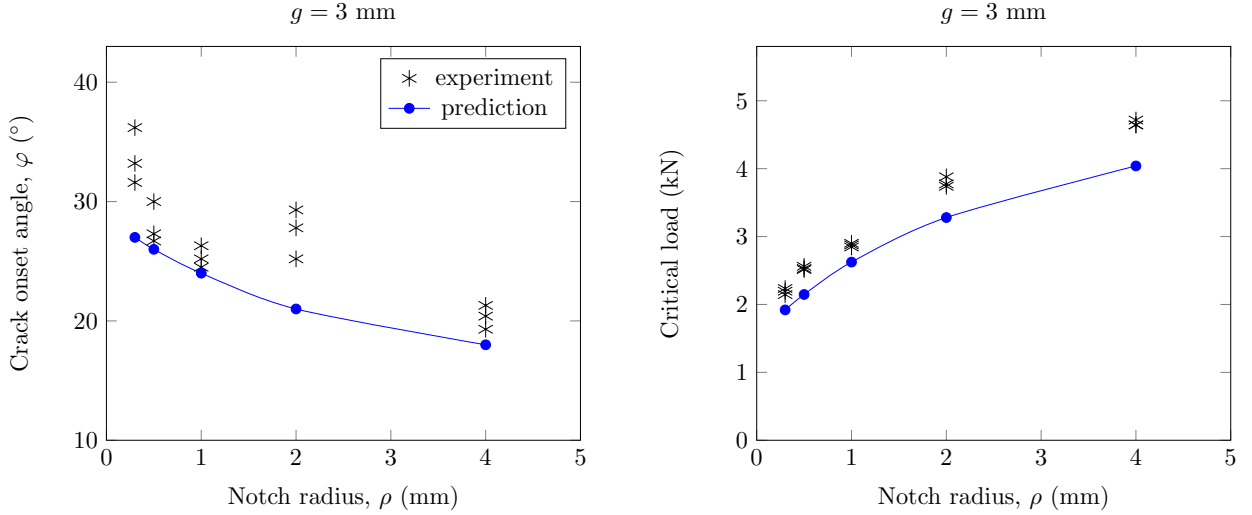 g = 3 mm
Crack onset angle, φ (°)
40
30
20
10
experiment
prediction
0 1 2 3 4 5
Notch radius, ρ (mm)
g = 3 mm
Critical load (kN)
5
4
3
2
1
0
0 1 2 3 4 5
Notch radius, ρ (mm)